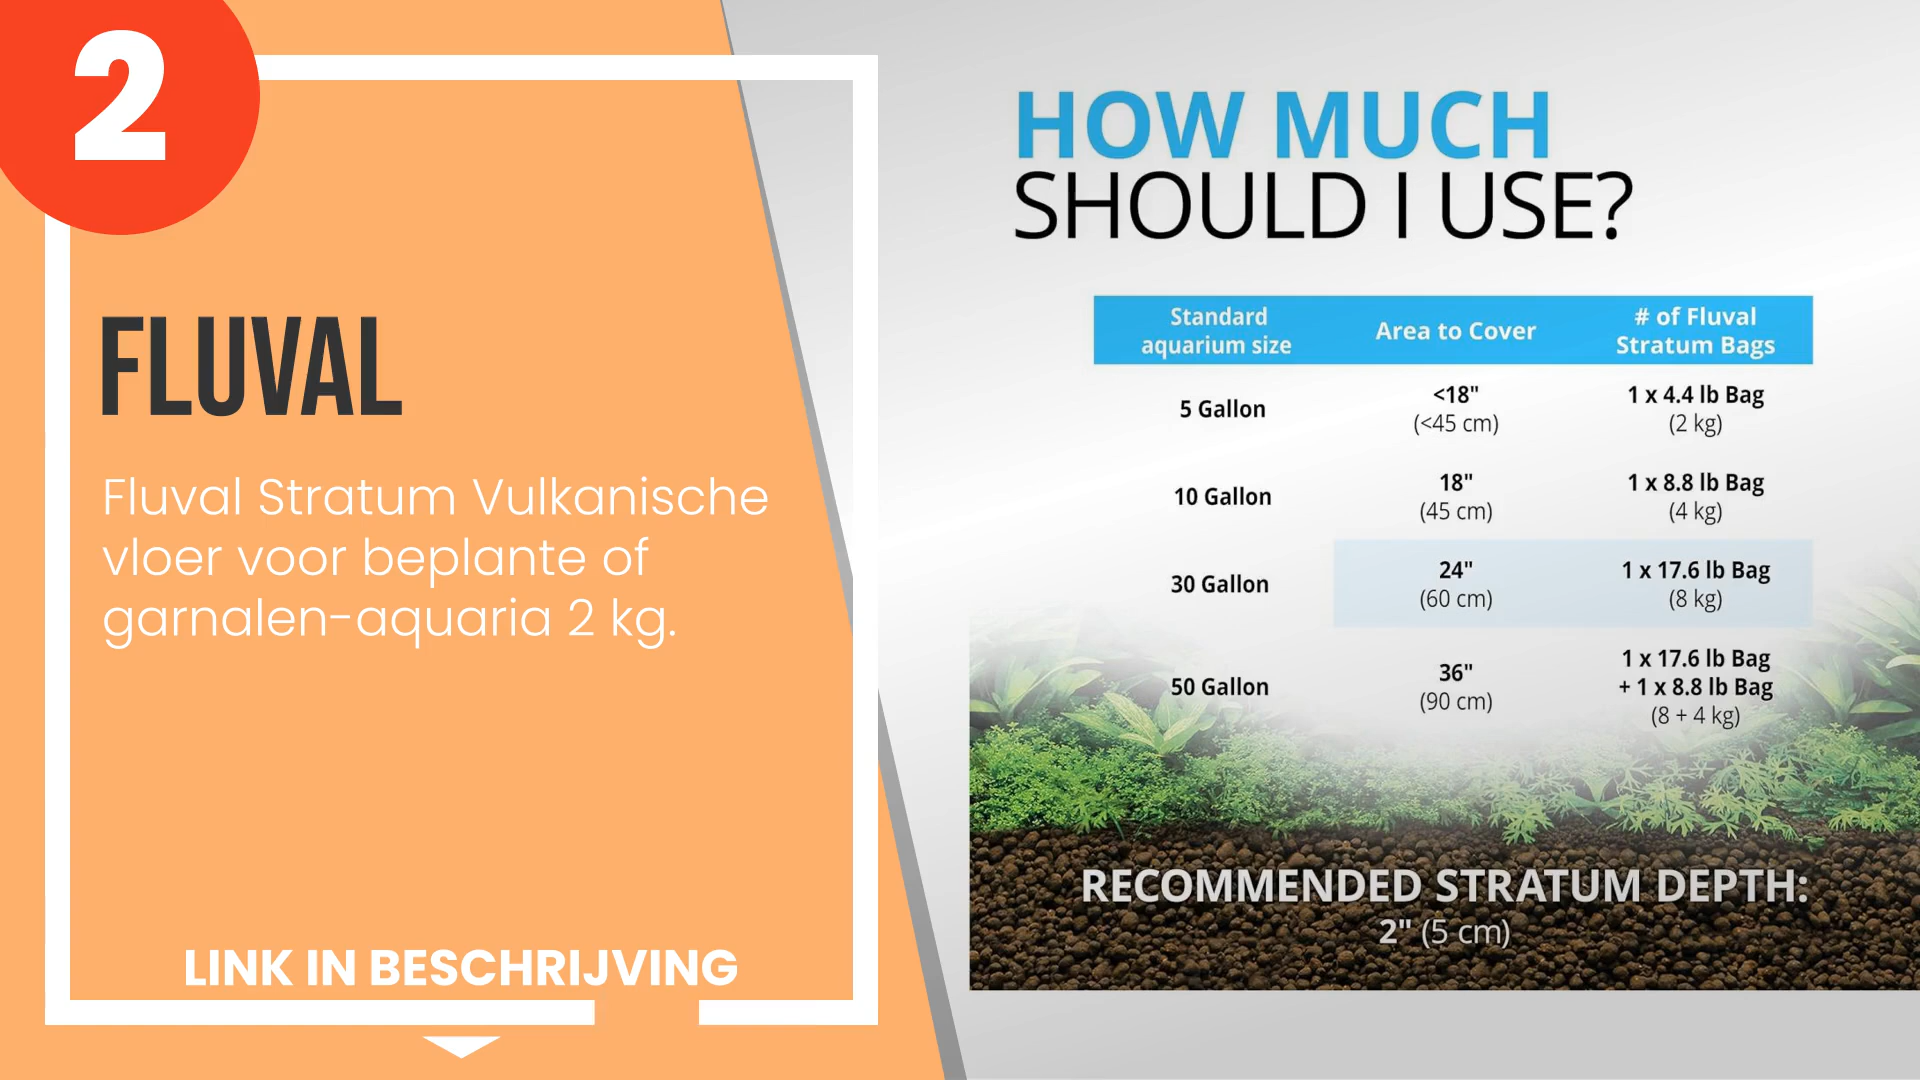 2
FLUVAL
Fluval Stratum Vulkanische
vloer voor beplante of
garnalen-aquaria 2 kg.
LINK IN BESCHRIJVING
HOW MUCH
SHOULD I USE?
Standard
aquarium size
Area to Cover
# of Fluval
Stratum Bags
5 Gallon
<18"
(<45 cm)
1 x 4.4 lb Bag
(2 kg)
10 Gallon
18"
(45 cm)
1 x 8.8 lb Bag
(4 kg)
30 Gallon
24"
(60 cm)
1 x 17.6 lb Bag
(8 kg)
50 Gallon
36"
(90 cm)
1 x 17.6 lb Bag
+ 1 x 8.8 lb Bag
(8 + 4 kg)
RECOMMENDED STRATUM DEPTH:
2" (5 cm)